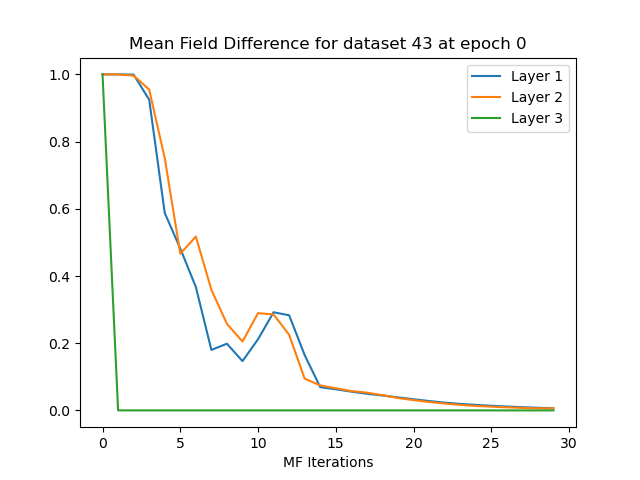 Mean Field Difference for dataset 43 at epoch 0
Layer 1
Layer 2
Layer 3
1.0
0.8
0.6
0.4
0.2
0.0
0 5 10 15 20 25 30
MF Iterations